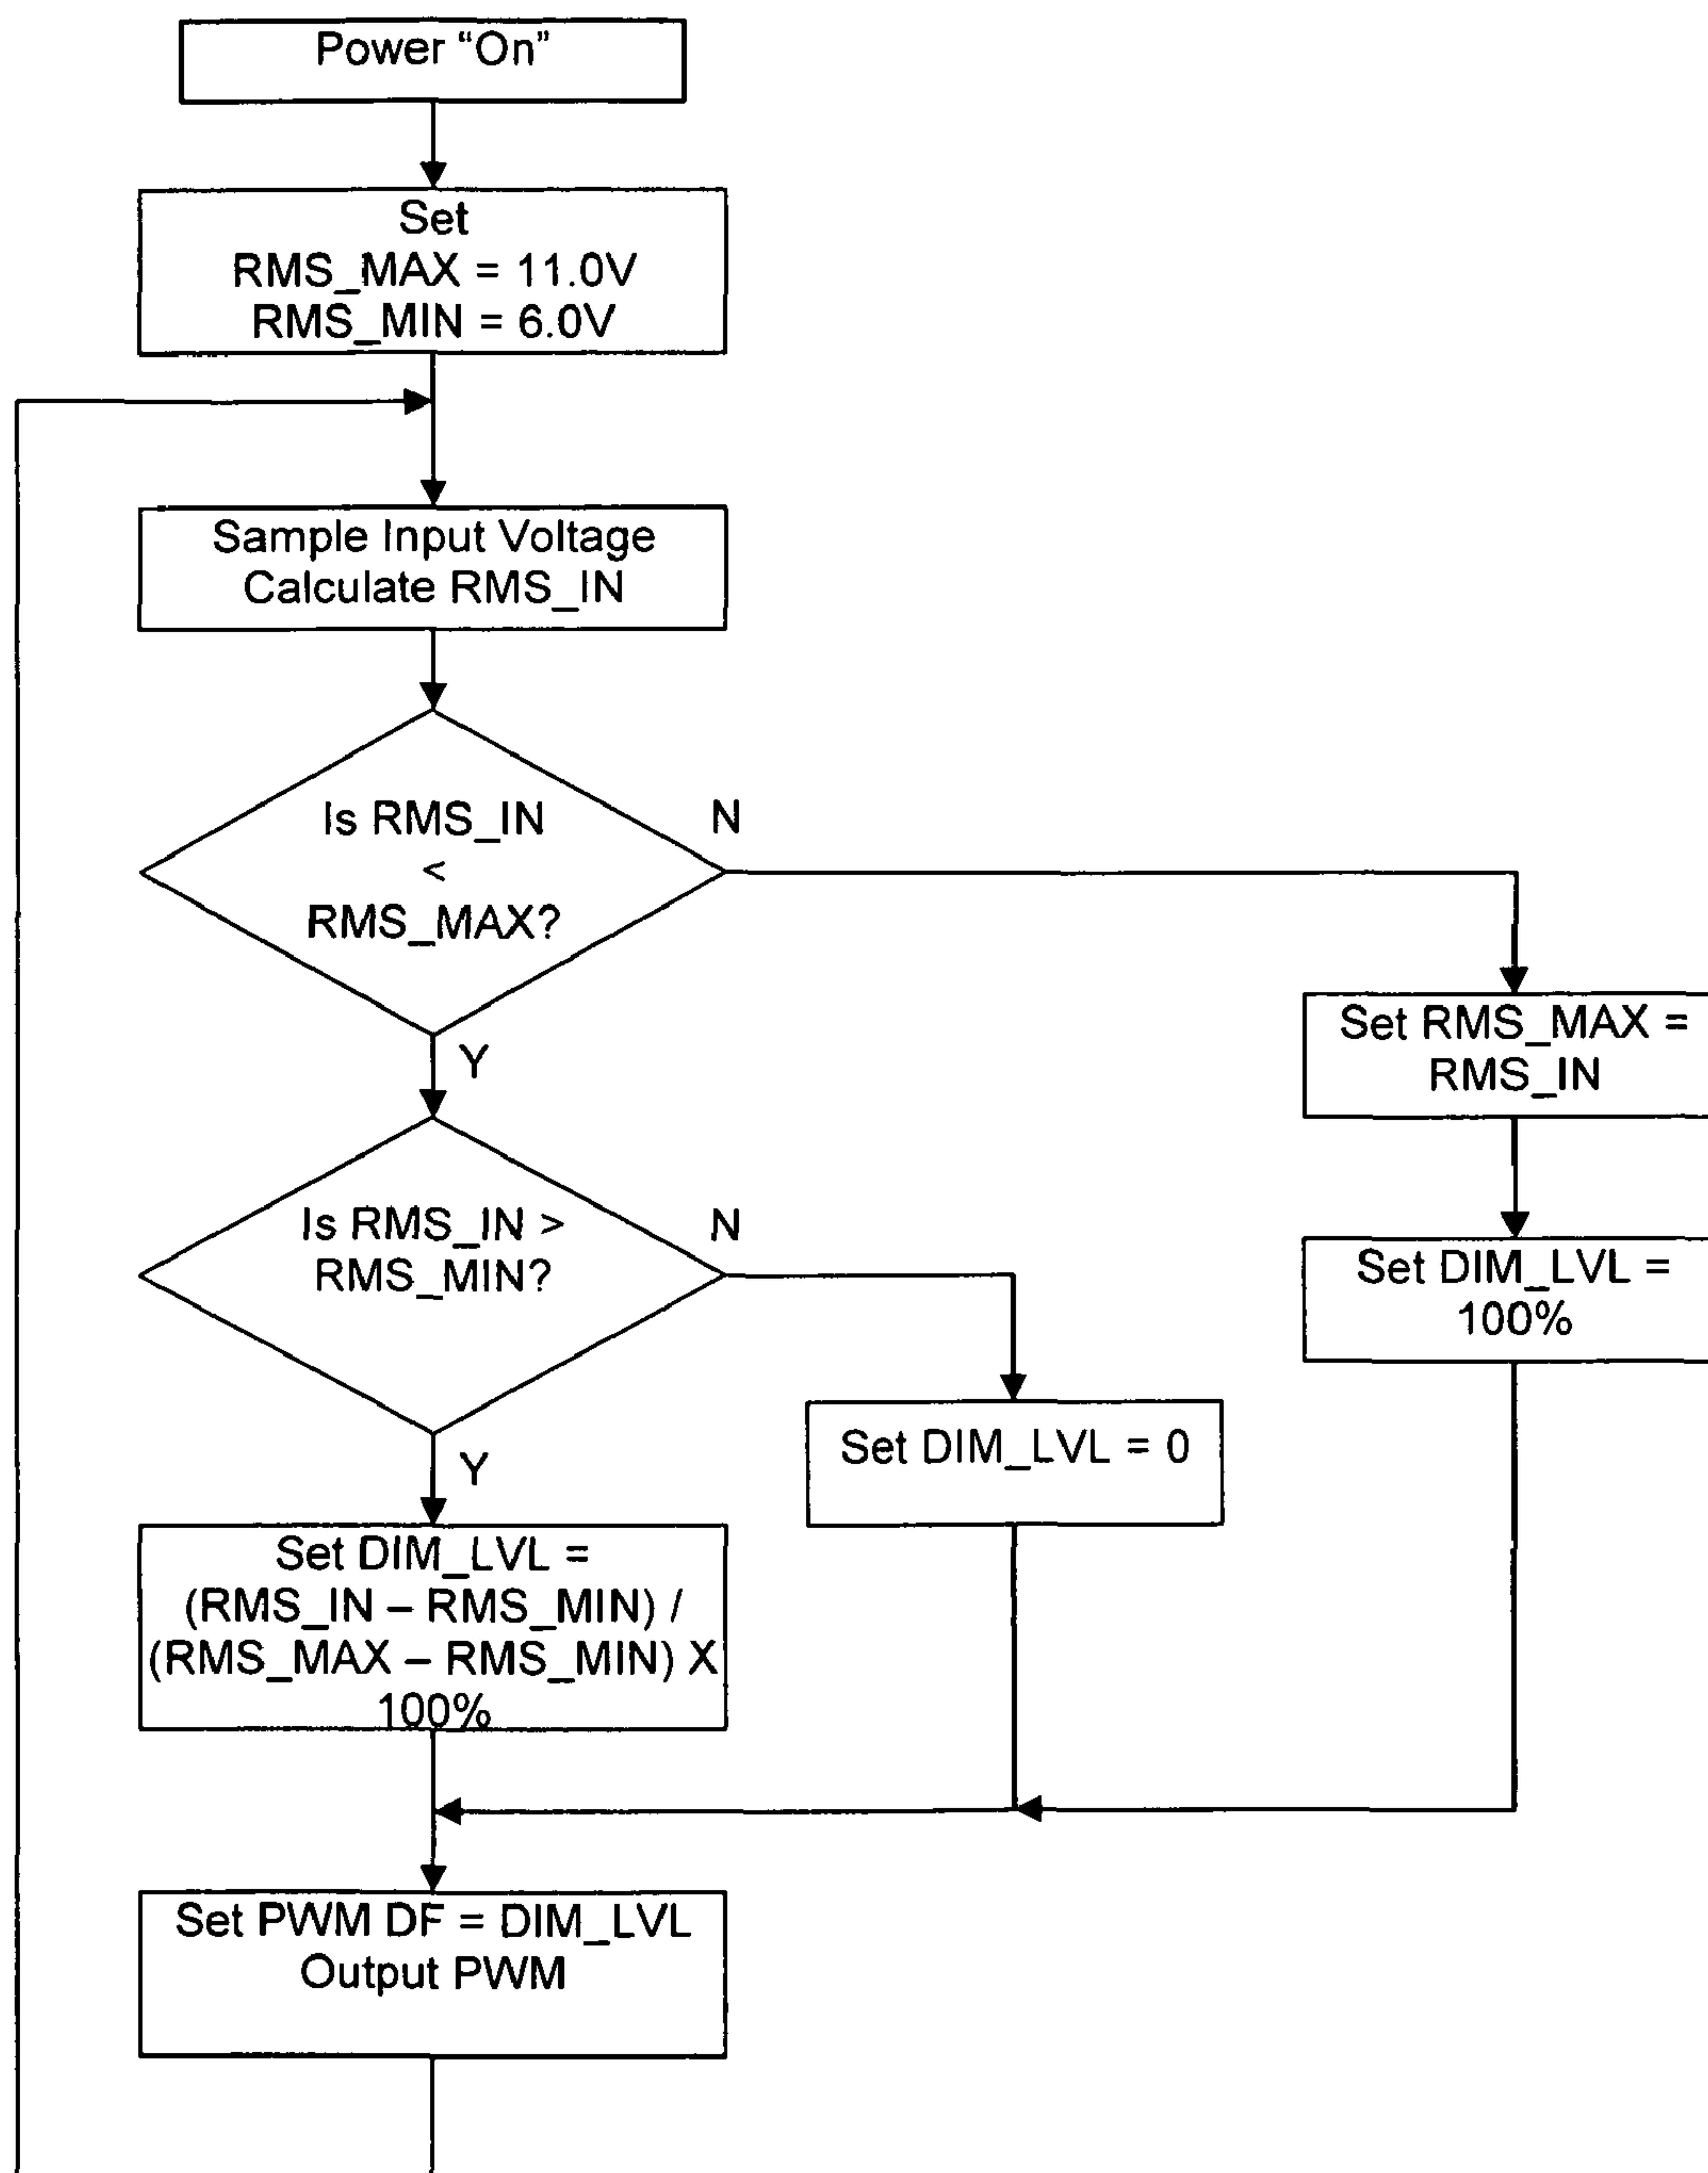 Power “On”
Set
RMS_MAX = 11.0V
RMS_MIN = 6.0V
Sample Input Voltage
Calculate RMS_IN
Is RMS_IN
<
RMS_MAX?
N
Y
Set RMS_MAX =
RMS_IN
Is RMS_IN >
RMS_MIN?
N
Y
Set DIM_LVL =
100%
Set DIM_LVL = 0
Set DIM_LVL =
(RMS_IN – RMS_MIN) /
(RMS_MAX – RMS_MIN) X
100%
Set PWM DF = DIM_LVL
Output PWM